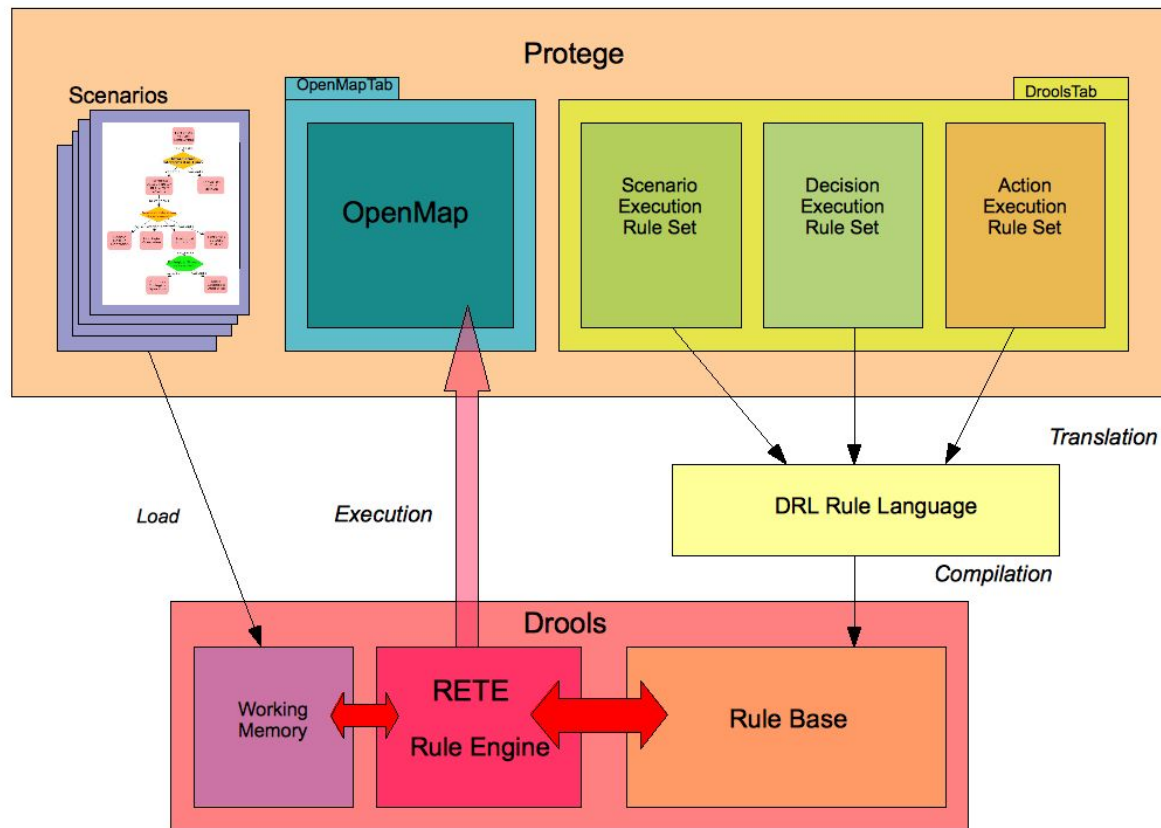 Protege
Scenarios
OpenMapTab
DroolsTab
OpenMap
Scenario
Execution
Rule Set
Decision
Execution
Rule Set
Action
Execution
Rule Set
Translation
Load
Execution
DRL Rule Language
Compilation
Drools
Working
Memory
RETE
Rule Engine
Rule Base